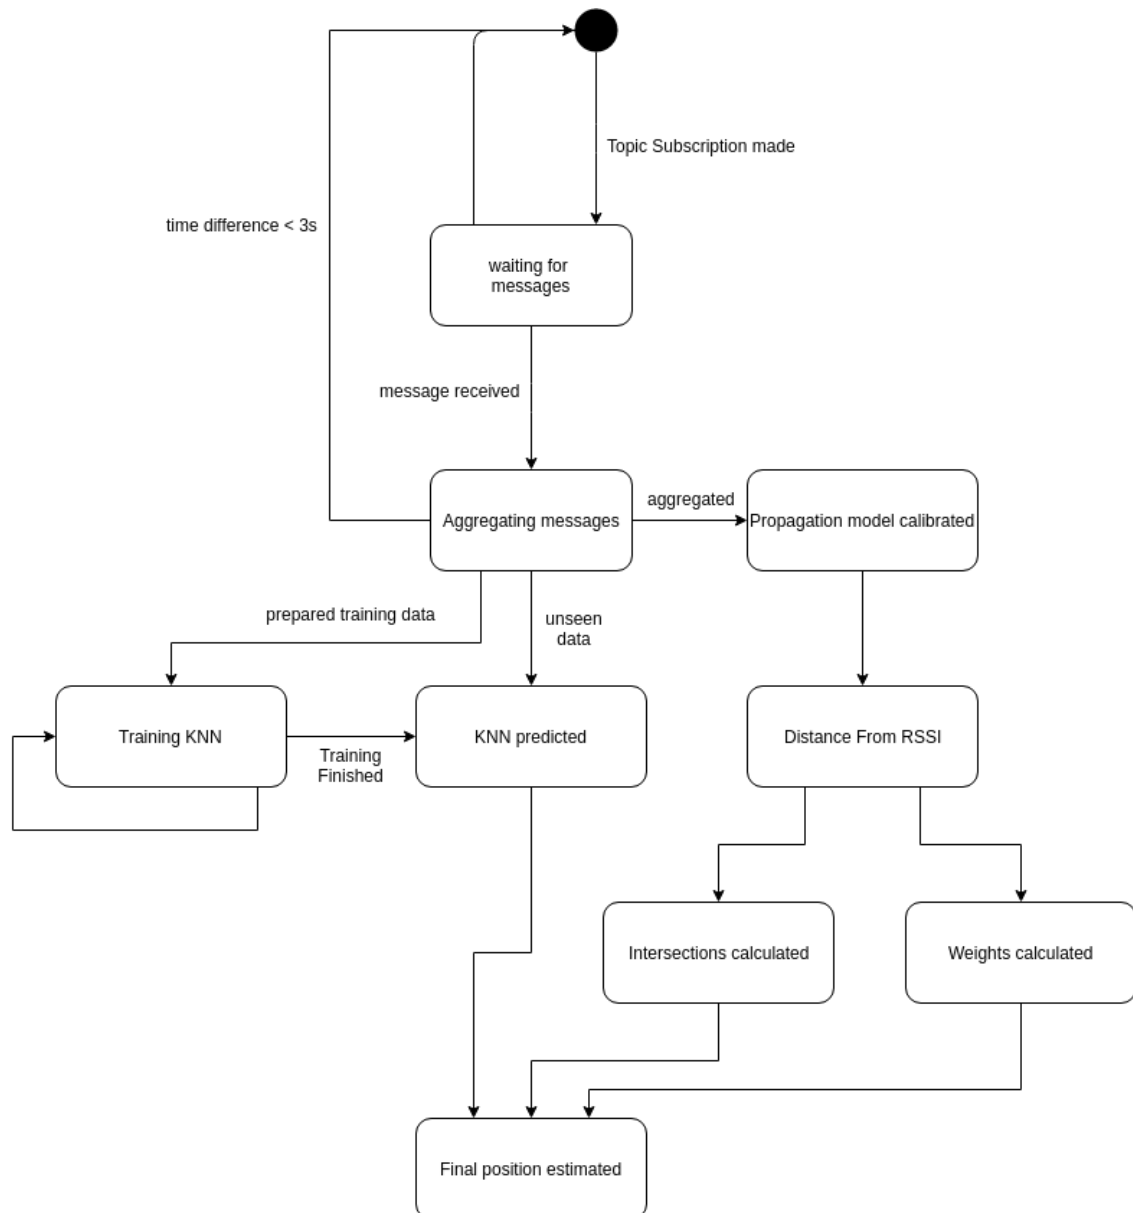 Topic Subscription made
time difference < 3s
waiting for
messages
message received
Aggregating messages
aggregated
Propagation model calibrated
prepared training data
unseen
data
Training KNN
Training
Finished
KNN predicted
Distance From RSSI
Intersections calculated
Weights calculated
Final position estimated